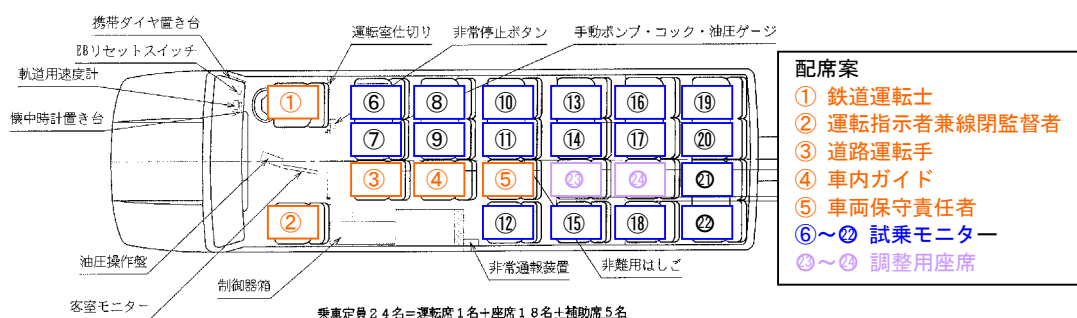 携帯ダイヤ置き台
EBリセットスイッチ
軌道用速度計
懐中時計置き台
運転室仕切り
非常停止ボタン
手動ポンプ・コック・油圧ゲージ
① ⑥ ⑧ ⑩ ⑬ ⑯ ⑲
⑦ ⑨ ⑪ ⑭ ⑰ ⑳
③ ④ ⑤ ㉓ ㉔ ㉑
② ⑫ ⑮ ⑱ ㉒
油圧操作盤
客室モニター
制御器箱
非常通報装置
非難用はしご
乗車定員24名=運転席1名+座席18名+補助席5名
配席案
① 鉄道運転士
② 運転指示者兼線閉監督者
③ 道路運転手
④ 車内ガイド
⑤ 車両保守責任者
⑥~㉒ 試乗モニター
㉓~㉔ 調整用座席